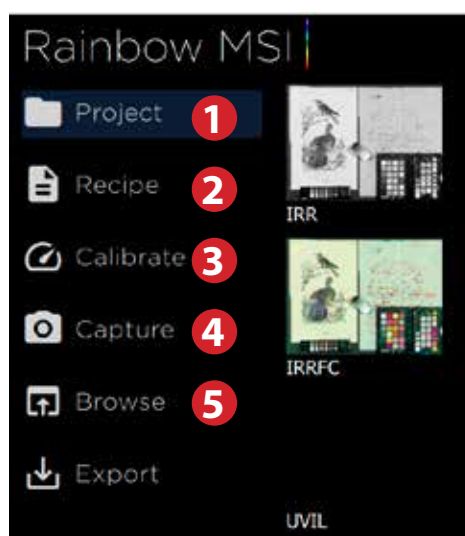 Rainbow MSI
Project 1
Recipe 2
Calibrate 3
Capture 4
Browse 5
Export
IRR
IRRFC
UVIL